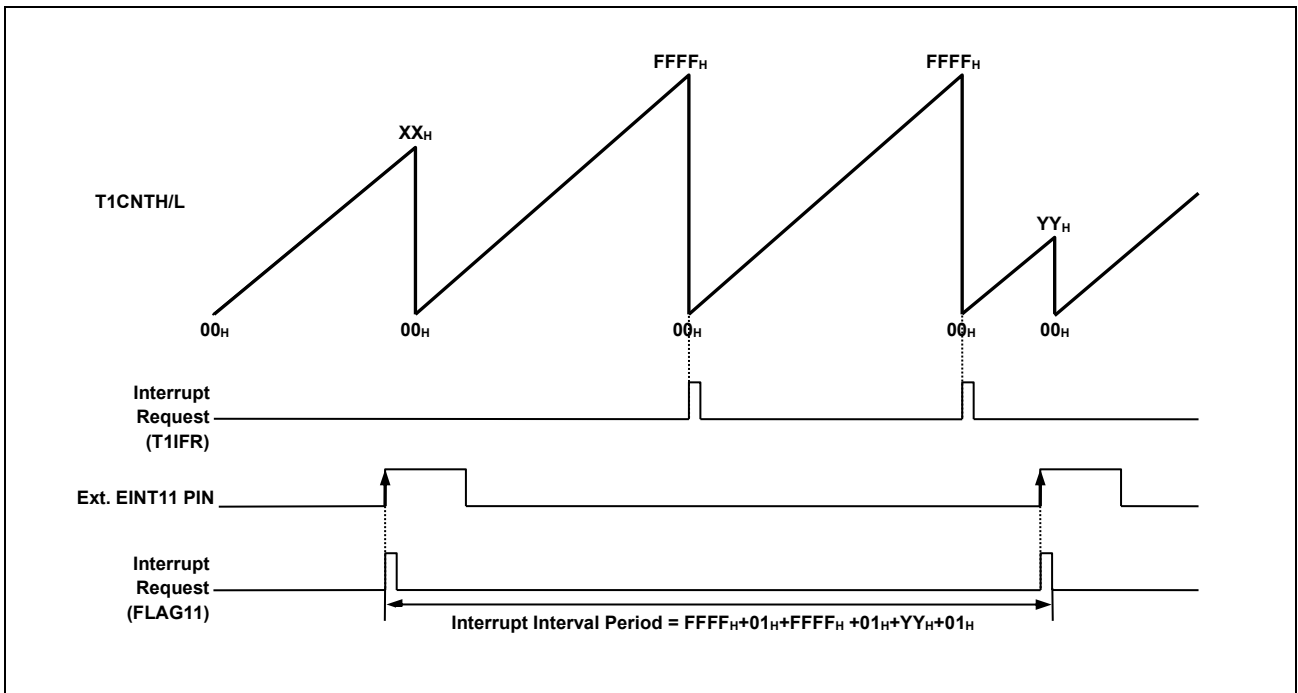 FFFFH
FFFFH
XXH
T1CNTH/L
YYH
00H
00H
00H
00H
00H
Interrupt
Request
(T1IFR)
Ext. EINT11 PIN
Interrupt
Request
(FLAG11)
Interrupt Interval Period = FFFFH+01H+FFFFH +01H+YYH+01H